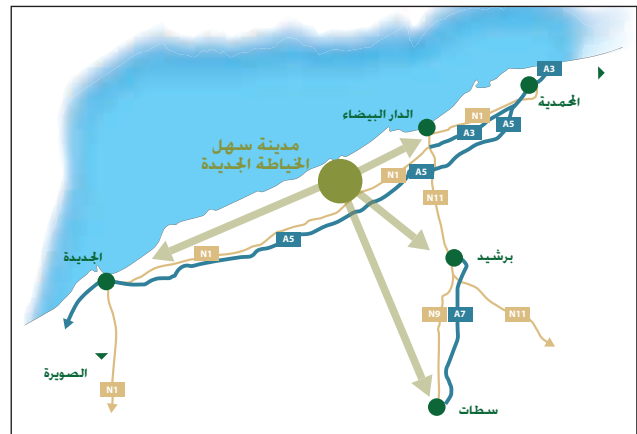 A3
المحمدية
الدار البيضاء
N1
A3
A5
مدينة سهل
الخياطة الجديدة
N1
A5
N11
N1
A5
الجديدة
برشيد
N9
A7
N11
الصويرة
N1
سطات